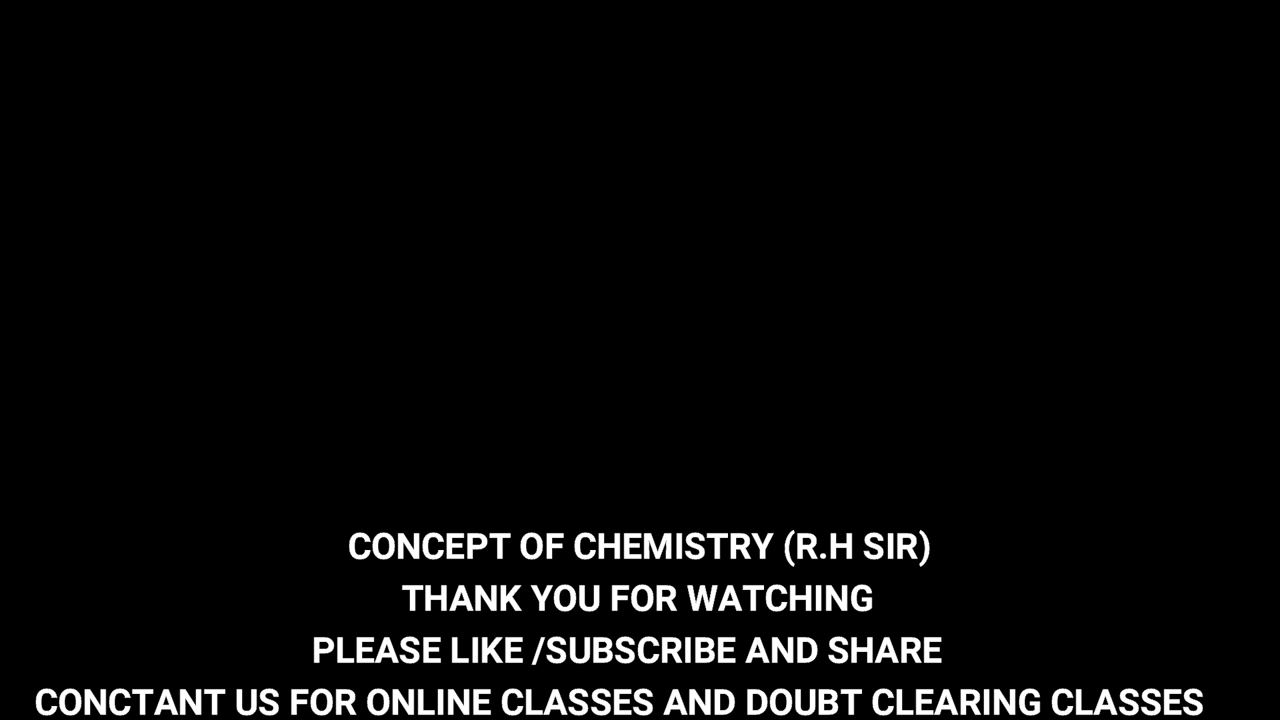 CONCEPT OF CHEMISTRY (R.H SIR)
THANK YOU FOR WATCHING
PLEASE LIKE /SUBSCRIBE AND SHARE
CONCTANT US FOR ONLINE CLASSES AND DOUBT CLEARING CLASSES